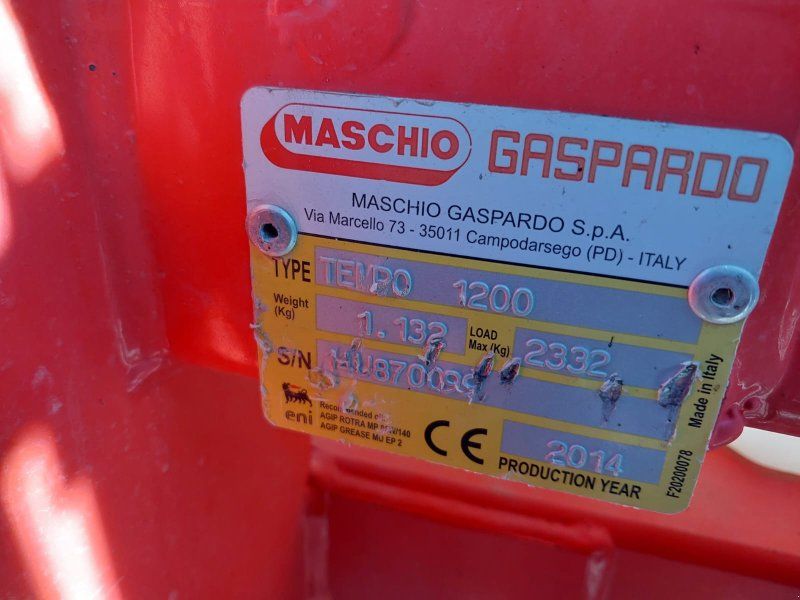 MASCHIO GASPARDO
MASCHIO GASPARDO S.p.A.
Via Marcello 73 - 35011 Campodarsego (PD) - ITALY
TYPE TEMPO 1200
Weight (Kg) 1.132 LOAD Max /Kg) 2332
S/N
eni
AGIP ROTRA MP
AGIP GREASE MU EP 2
CE
2014
PRODUCTION YEAR
Made in Italy
F20200078